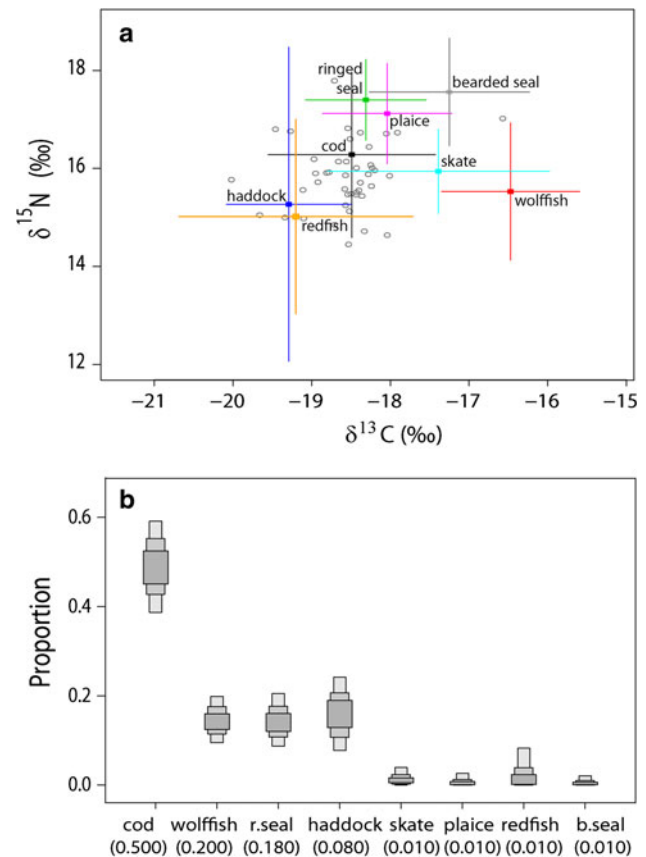 a
18
16
14
12
δ15N (‰)
ringed
seal
bearded seal
plaice
cod
skate
haddock
wolffish
redfish
−21 −20 −19 −18 −17 −16 −15
δ13C (‰)
b
0.6
0.4
0.2
0.0
Proportion
cod wolffish r.seal haddock skate plaice redfish b.seal
(0.500) (0.200) (0.180) (0.080) (0.010) (0.010) (0.010) (0.010)